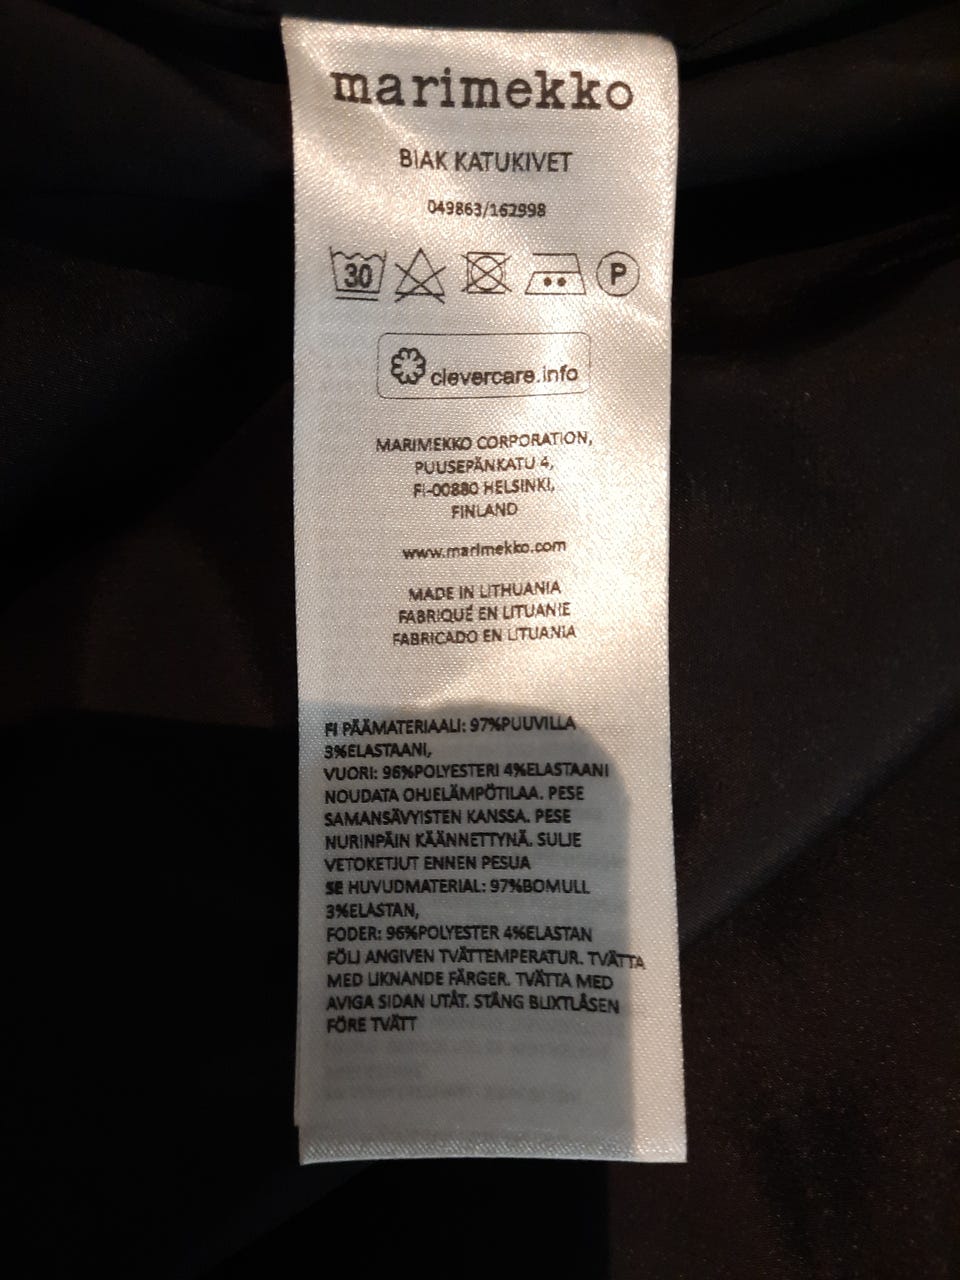 marimekko
BIAK KATUKIVET
049863/162998
30 P
clevercare.info
MARIMEKKO CORPORATION,
PUUSEPÄNKATU 4,
FI-00880 HELSINKI,
FINLAND
www.marimekko.com
MADE IN LITHUANIA
FABRIQUÉ EN LITUANIE
FABRICADO EN LITUANIA
FI PÄÄMATERIAALI: 97%PUUVILLA
3%ELASTAANI,
VUORI: 96%POLYESTERI 4%ELASTAANI
NOUDATA OHJELÄMPÖTILAA. PESE
SAMANSÄVYISTEN KANSSA. PESE
NURINPÄIN KÄÄNNETTYNÄ. SULJE
VETOKETJUT ENNEN PESUA
SE HUVUDMATERIAL: 97%BOMULL
3%ELASTAN,
FODER: 96%POLYESTER 4%ELASTAN
FÖLJ ANGIVEN TVÄTTEMPERATUR. TVÄTTA
MED LIKNANDE FÄRGER. TVÄTTA MED
AVIGA SIDAN UTÅT. STÄNG BLIXTLÅSEN
FÖRE TVÄTT